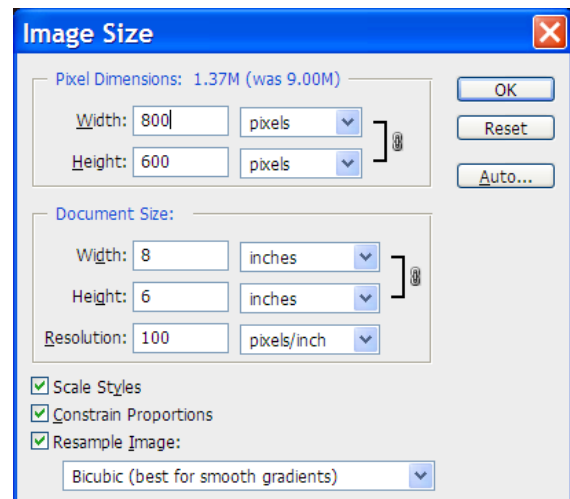 Image Size
Pixel Dimensions: 1.37M (was 9.00M)
OK
Width: 800 pixels
Reset
Height: 600 pixels
Auto...
Document Size:
Width: 8 inches
Height: 6 inches
Resolution: 100 pixels/inch
Scale Styles
Constrain Proportions
Resample Image:
Bicubic (best for smooth gradients)